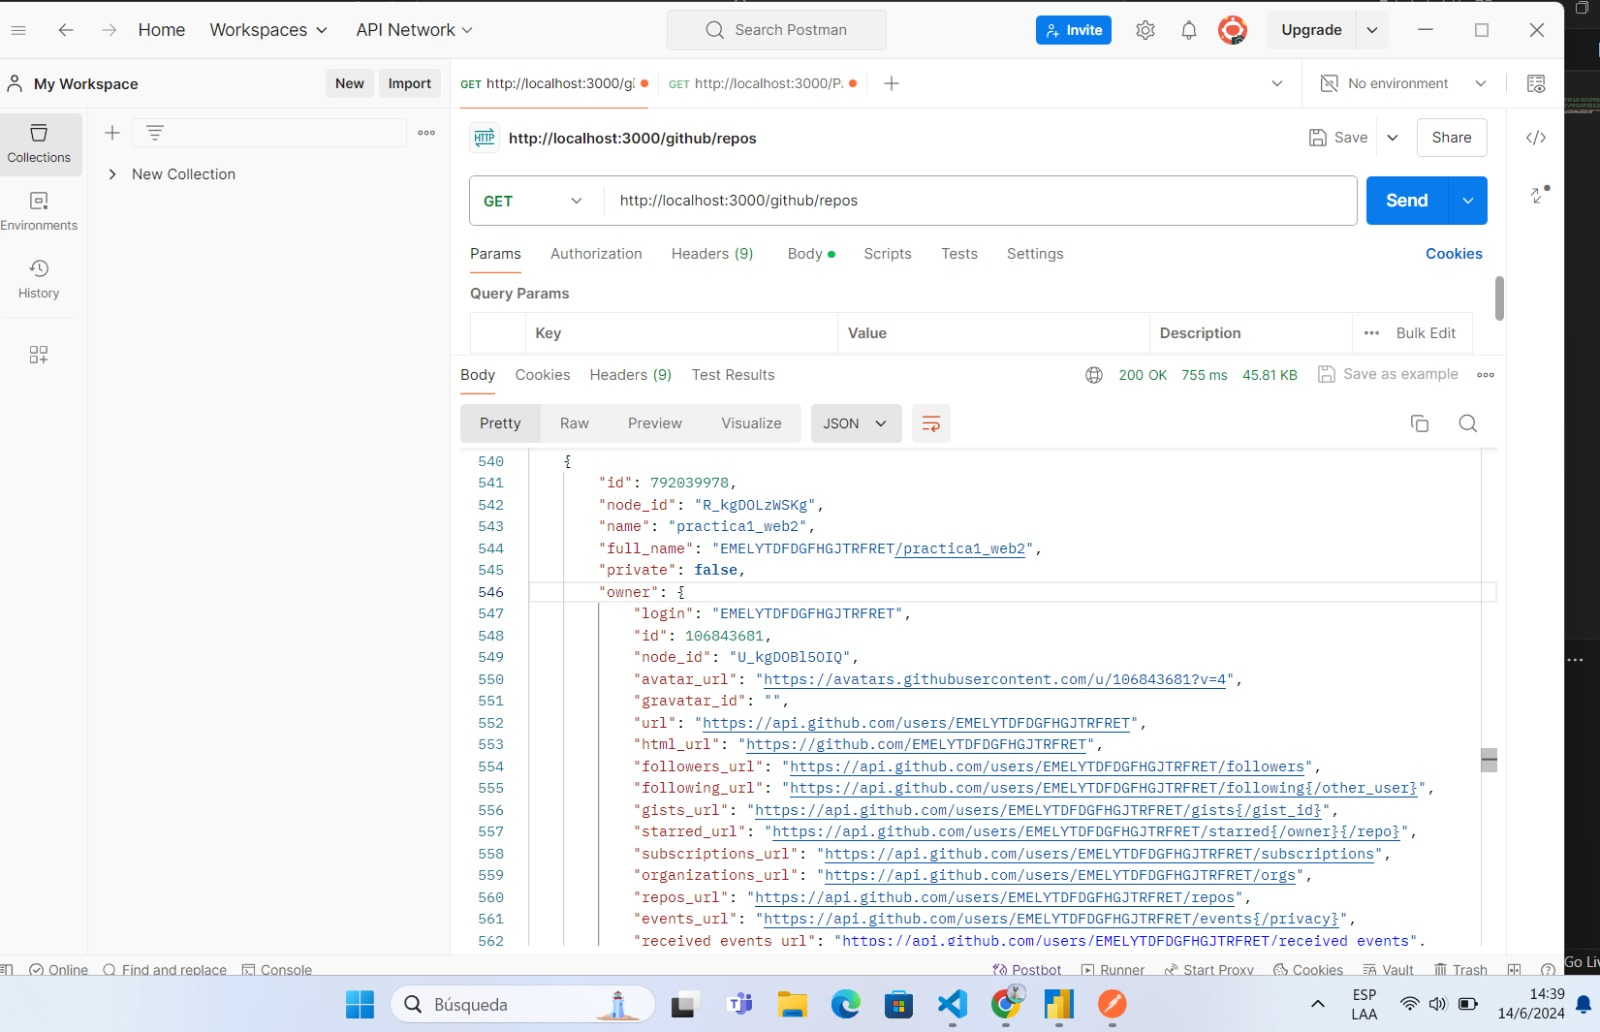 Home
Workspaces
API Network
Search Postman
Invite
Upgrade
My Workspace
New
Import
GET http://localhost:3000/gi
GET http://localhost:3000/P.
No environment
Collections
Environments
History
New Collection
HTTP
http://localhost:3000/github/repos
Save
Share
GET
http://localhost:3000/github/repos
Send
Params
Authorization
Headers (9)
Body
Scripts
Tests
Settings
Cookies
Query Params
Key
Value
Description
Bulk Edit
Body
Cookies
Headers (9)
Test Results
200 OK
755 ms
45.81 KB
Save as example
Pretty
Raw
Preview
Visualize
JSON
540 {
541 "id": 792039978,
542 "node_id": "R_kgDOLzWSKg",
543 "name": "practica1_web2",
544 "full_name": "EMELYTDFDGFHGJTRFRET/practica1_web2",
545 "private": false,
546 "owner": {
547 "login": "EMELYTDFDGFHGJTRFRET",
548 "id": 106843681,
549 "node_id": "U_kgDOBl5OIQ",
550 "avatar_url": "https://avatars.githubusercontent.com/u/106843681?v=4",
551 "gravatar_id": "",
552 "url": "https://api.github.com/users/EMELYTDFDGFHGJTRFRET",
553 "html_url": "https://github.com/EMELYTDFDGFHGJTRFRET",
554 "followers_url": "https://api.github.com/users/EMELYTDFDGFHGJTRFRET/followers",
555 "following_url": "https://api.github.com/users/EMELYTDFDGFHGJTRFRET/following{/other_user}",
556 "gists_url": "https://api.github.com/users/EMELYTDFDGFHGJTRFRET/gists{/gist_id}",
557 "starred_url": "https://api.github.com/users/EMELYTDFDGFHGJTRFRET/starred{/owner}{/repo}",
558 "subscriptions_url": "https://api.github.com/users/EMELYTDFDGFHGJTRFRET/subscriptions",
559 "organizations_url": "https://api.github.com/users/EMELYTDFDGFHGJTRFRET/orgs",
560 "repos_url": "https://api.github.com/users/EMELYTDFDGFHGJTRFRET/repos",
561 "events_url": "https://api.github.com/users/EMELYTDFDGFHGJTRFRET/events{/privacy}",
562 "received_events_url": "https://api.github.com/users/EMELYTDFDGFHGJTRFRET/received_events",
Online
Find and replace
Console
Postbot
Runner
Start Proxy
Cookies
Vault
Trash
Go Liv
Búsqueda
ESP
LAA
14:39
14/6/2024